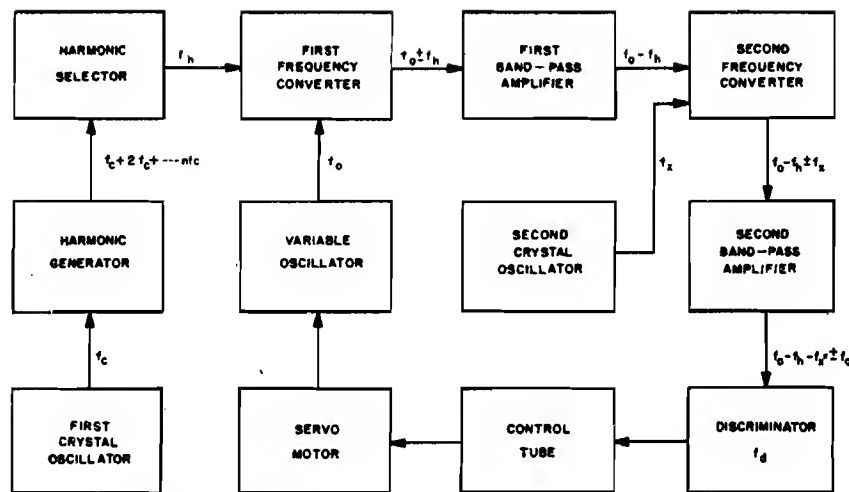 HARMONIC
SELECTOR
f_h
FIRST
FREQUENCY
CONVERTER
f_o ± f_h
FIRST
BAND-PASS
AMPLIFIER
f_o - f_h
SECOND
FREQUENCY
CONVERTER
f_c + 2f_c + ---nfc
f_o
f_x
f_o - f_h ± f_x
HARMONIC
GENERATOR
VARIABLE
OSCILLATOR
SECOND
CRYSTAL
OSCILLATOR
SECOND
BAND-PASS
AMPLIFIER
f_c
FIRST
CRYSTAL
OSCILLATOR
SERVO
MOTOR
CONTROL
TUBE
DISCRIMINATOR
f_d